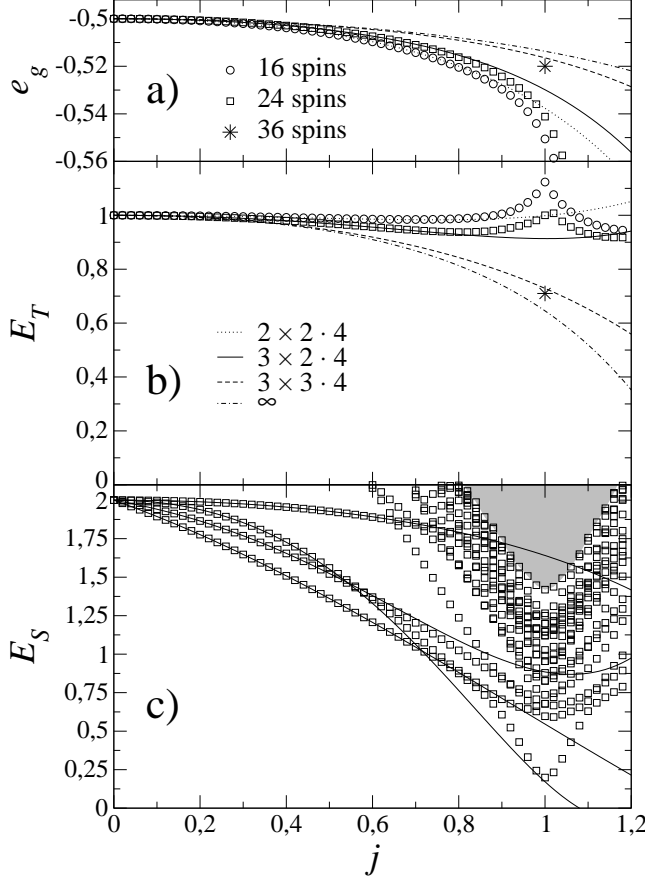 -0,5
-0,52
-0,54
-0,56
e_g
a)
16 spins
24 spins
36 spins
1
0,8
0,6
0,4
0,2
0
E_T
b)
2 × 2 · 4
3 × 2 · 4
3 × 3 · 4
∞
2
1.75
1.5
1.25
1
0.75
0.5
0,25
0
E_S
c)
0 0,2 0,4 0,6 0,8 1 1,2
j